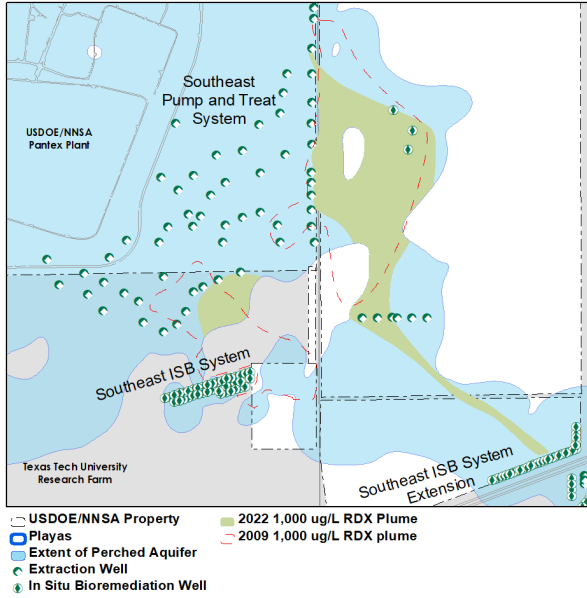 Southeast
Pump and Treat
System
USDOE/NNSA
Pantex Plant
Southeast ISB System
Texas Tech University
Research Farm
Southeast ISB System
Extension
USDOE/NNSA Property
Playas
Extent of Perched Aquifer
Extraction Well
In Situ Bioremediation Well
2022 1,000 ug/L RDX Plume
2009 1,000 ug/L RDX plume